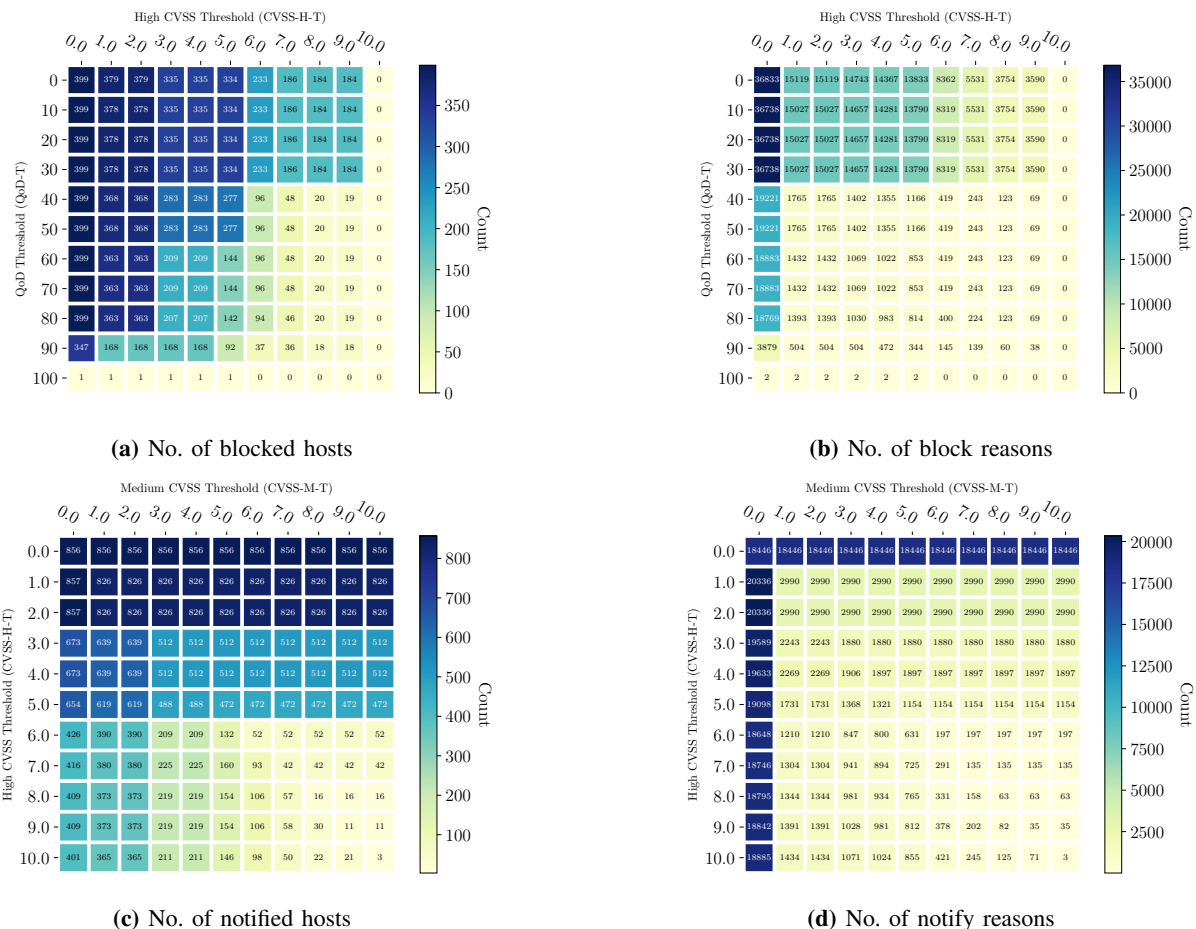 High CVSS Threshold (CVSS-H-T)
0.0 1.0 2.0 3.0 4.0 5.0 6.0 7.0 8.0 9.0 10.0
0 399 379 379 335 335 334 233 186 184 184 0
10 399 378 378 335 335 334 233 186 184 184 0
20 399 378 378 335 335 334 233 186 184 184 0
30 399 378 378 335 335 334 233 186 184 184 0
40 399 368 368 283 283 277 96 48 20 19 0
50 399 368 368 283 283 277 96 48 20 19 0
60 399 363 363 209 209 144 96 48 20 19 0
70 399 363 363 209 209 144 96 48 20 19 0
80 399 363 363 207 207 142 94 46 20 19 0
90 347 168 168 168 168 92 37 36 18 18 0
100 1 1 1 1 1 1 0 0 0 0 0
QoD Threshold (QoD-T)
350
300
250
200
150
100
50
0
Count
(a) No. of blocked hosts
High CVSS Threshold (CVSS-H-T)
0.0 1.0 2.0 3.0 4.0 5.0 6.0 7.0 8.0 9.0 10.0
0 36833 15119 15119 14743 14367 13833 8362 5531 3754 3590 0
10 36738 15027 15027 14657 14281 13790 8319 5531 3754 3590 0
20 36738 15027 15027 14657 14281 13790 8319 5531 3754 3590 0
30 36738 15027 15027 14657 14281 13790 8319 5531 3754 3590 0
40 19221 1765 1765 1402 1355 1166 419 243 123 69 0
50 19221 1765 1765 1402 1355 1166 419 243 123 69 0
60 18883 1432 1432 1069 1022 853 419 243 123 69 0
70 18883 1432 1432 1069 1022 853 419 243 123 69 0
80 18769 1393 1393 1030 983 814 400 224 123 69 0
90 3879 504 504 504 472 344 145 139 60 38 0
100 2 2 2 2 2 2 0 0 0 0 0
QoD Threshold (QoD-T)
35000
30000
25000
20000
15000
10000
5000
0
Count
(b) No. of block reasons
Medium CVSS Threshold (CVSS-M-T)
0.0 1.0 2.0 3.0 4.0 5.0 6.0 7.0 8.0 9.0 10.0
0.0 856 856 856 856 856 856 856 856 856 856 856
1.0 857 826 826 826 826 826 826 826 826 826 826
2.0 857 826 826 826 826 826 826 826 826 826 826
3.0 673 639 639 512 512 512 512 512 512 512 512
4.0 673 639 639 512 512 512 512 512 512 512 512
5.0 654 619 619 488 488 472 472 472 472 472 472
6.0 426 390 390 209 209 132 52 52 52 52 52
7.0 416 380 380 225 225 160 93 42 42 42 42
8.0 409 373 373 219 219 154 106 57 16 16 16
9.0 409 373 373 219 219 154 106 58 30 11 11
10.0 401 365 365 211 211 146 98 50 22 21 3
High CVSS Threshold (CVSS-H-T)
800
700
600
500
400
300
200
100
Count
(c) No. of notified hosts
Medium CVSS Threshold (CVSS-M-T)
0.0 1.0 2.0 3.0 4.0 5.0 6.0 7.0 8.0 9.0 10.0
0.0 18446 18446 18446 18446 18446 18446 18446 18446 18446 18446 18446
1.0 20336 2990 2990 2990 2990 2990 2990 2990 2990 2990 2990
2.0 20336 2990 2990 2990 2990 2990 2990 2990 2990 2990 2990
3.0 19589 2243 2243 1880 1880 1880 1880 1880 1880 1880 1880
4.0 19633 2269 2269 1906 1897 1897 1897 1897 1897 1897 1897
5.0 19098 1731 1731 1368 1321 1154 1154 1154 1154 1154 1154
6.0 18648 1210 1210 847 800 631 197 197 197 197 197
7.0 18746 1304 1304 941 894 725 291 135 135 135 135
8.0 18795 1344 1344 981 934 765 331 158 63 63 63
9.0 18842 1391 1391 1028 981 812 378 202 82 35 35
10.0 18885 1434 1434 1071 1024 855 421 245 125 71 3
High CVSS Threshold (CVSS-H-T)
20000
17500
15000
12500
10000
7500
5000
2500
Count
(d) No. of notify reasons